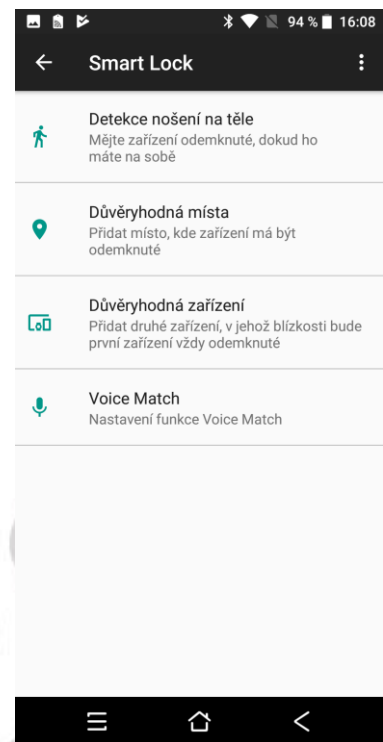 94 % 16:08
Smart Lock
Detekce nošení na těle
Mějte zařízení odemknuté, dokud ho
máte na sobě
Důvěryhodná místa
Přidat místo, kde zařízení má být
odemknuté
Důvěryhodná zařízení
Přidat druhé zařízení, v jehož blízkosti bude
první zařízení vždy odemknuté
Voice Match
Nastavení funkce Voice Match